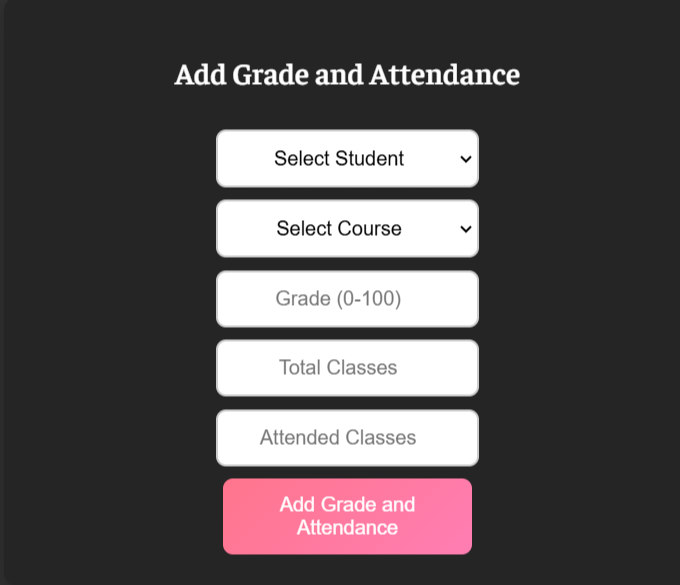 Add Grade and Attendance
Select Student
Select Course
Grade (0-100)
Total Classes
Attended Classes
Add Grade and
Attendance